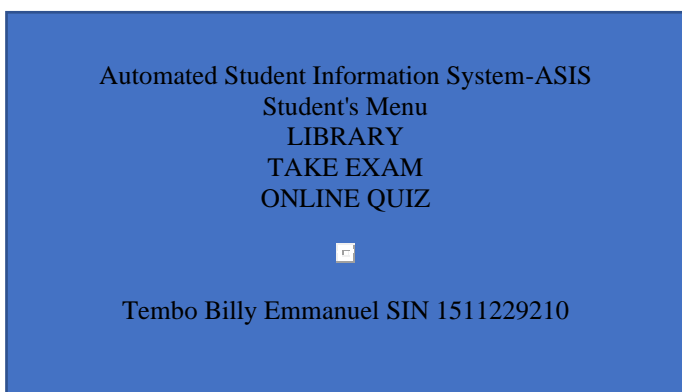 Automated Student Information System-ASIS
Student's Menu
LIBRARY
TAKE EXAM
ONLINE QUIZ
Tembo Billy Emmanuel SIN 1511229210